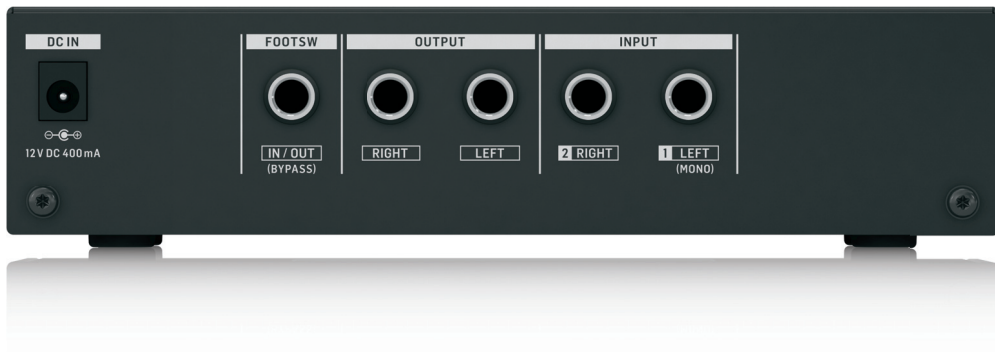 DC IN
FOOTSW
OUTPUT
INPUT
12V DC 400mA
IN / OUT
(BYPASS)
RIGHT
LEFT
2 RIGHT
1 LEFT
(MONO)